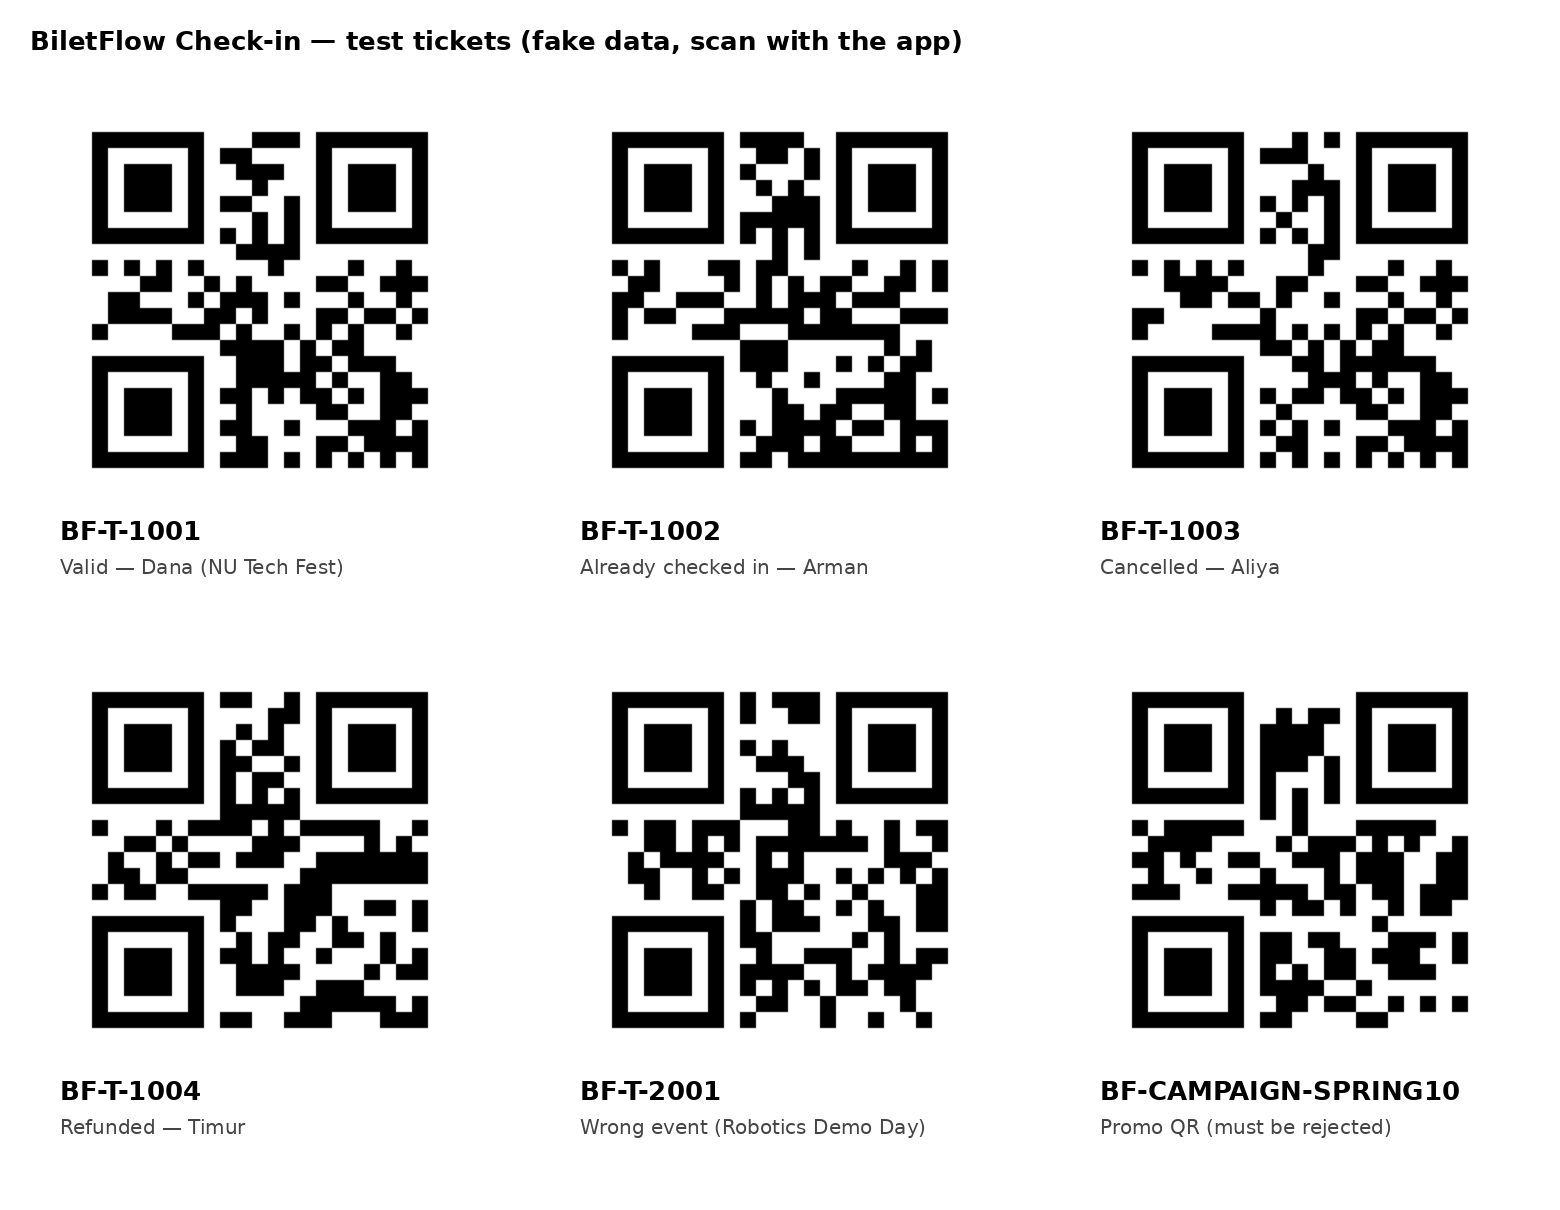 BiletFlow Check-in — test tickets (fake data, scan with the app)
BF-T-1001
Valid — Dana (NU Tech Fest)
BF-T-1002
Already checked in — Arman
BF-T-1003
Cancelled — Aliya
BF-T-1004
Refunded — Timur
BF-T-2001
Wrong event (Robotics Demo Day)
BF-CAMPAIGN-SPRING10
Promo QR (must be rejected)